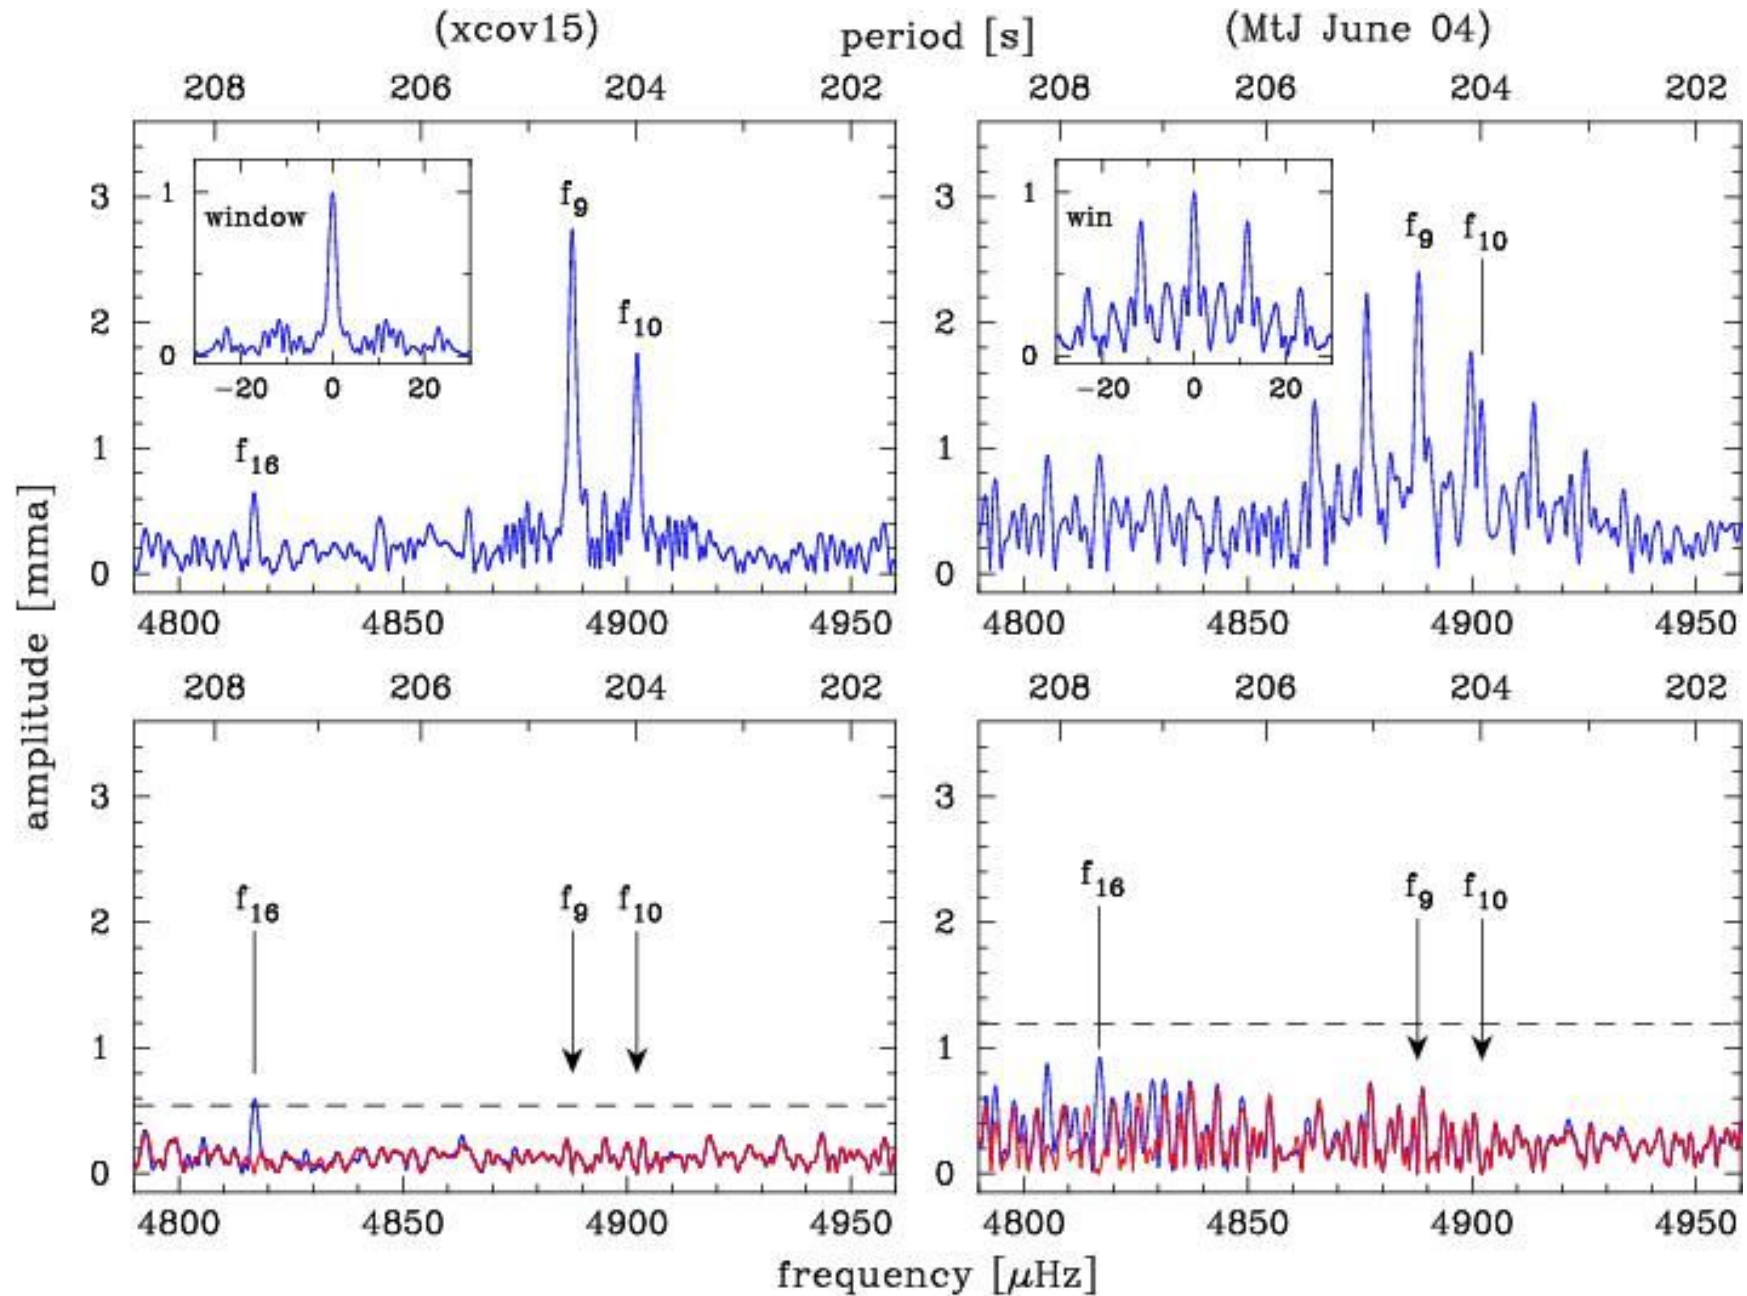 (xcov15) period [s] (MtJ June 04)
208 206 204 202 208 206 204 202
3 2 1 0
window
1 0
-20 0 20
f9
f10
f16
3 2 1 0
win
1 0
-20 0 20
f9
f10
4800 4850 4900 4950 4800 4850 4900 4950
208 206 204 202 208 206 204 202
amplitude [mma]
3 2 1 0
f16 f9 f10
3 2 1 0
f16 f9 f10
4800 4850 4900 4950 4800 4850 4900 4950
frequency [μHz]